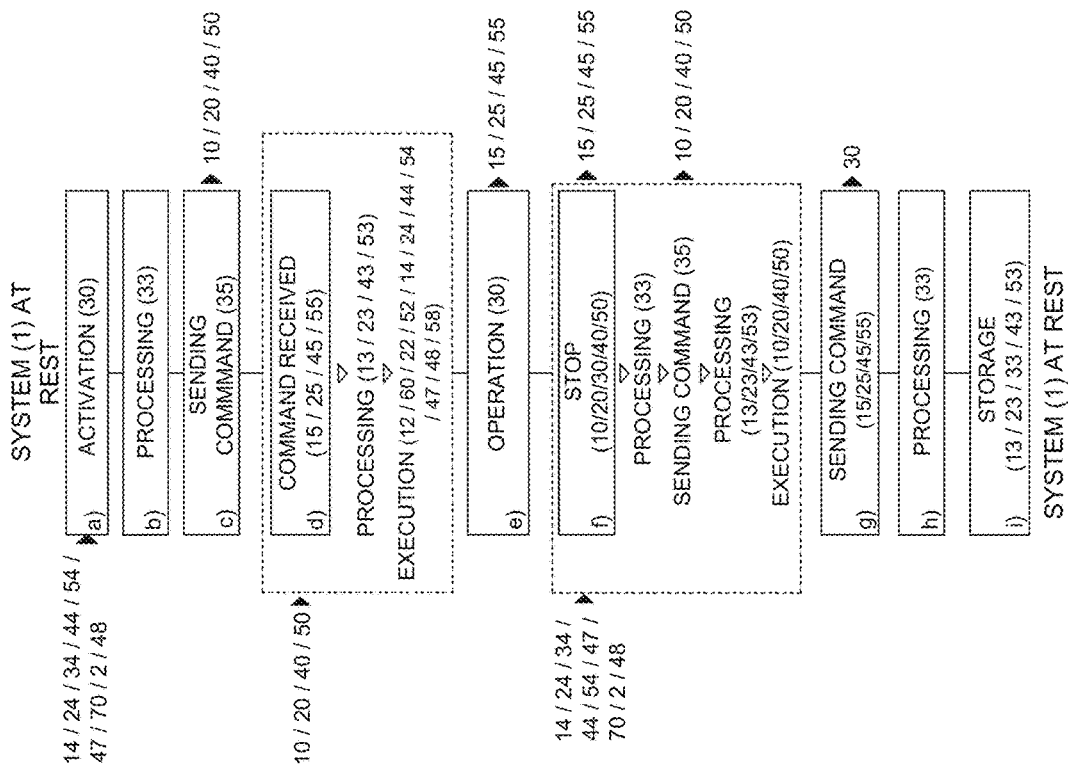 SYSTEM (1) AT
REST
14 / 24 / 34 / 44 / 54 /
47 / 70 / 2 / 48
a) ACTIVATION (30)
b) PROCESSING (33)
SENDING
c) COMMMAND (35)
10 / 20 / 40 / 50
10 / 20 / 40 / 50
COMMAND RECEIVED
d) (15 / 25 / 45 / 55)
PROCESSING (13 / 23 / 43 / 53)
EXECUTION (12 / 60 / 22 / 52 / 14 / 24 / 44 / 54
/ 47 / 48 / 58)
e) OPERATION (30)
15 / 25 / 45 / 55
14 / 24 / 34 /
44 / 54 / 47 /
70 / 2 / 48
STOP
f) (10/20/30/40/50)
15 / 25 / 45 / 55
PROCESSING (33)
SENDING COMMAND (35)
10 / 20 / 40 / 50
PROCESSING
(13/23/43/53)
EXECUTION (10/20/40/50)
SENDING COMMAND
g) (15/25/45/55)
30
h) PROCESSING (33)
STORAGE
i) (13 / 23 / 33 / 43 / 53)
SYSTEM (1) AT REST